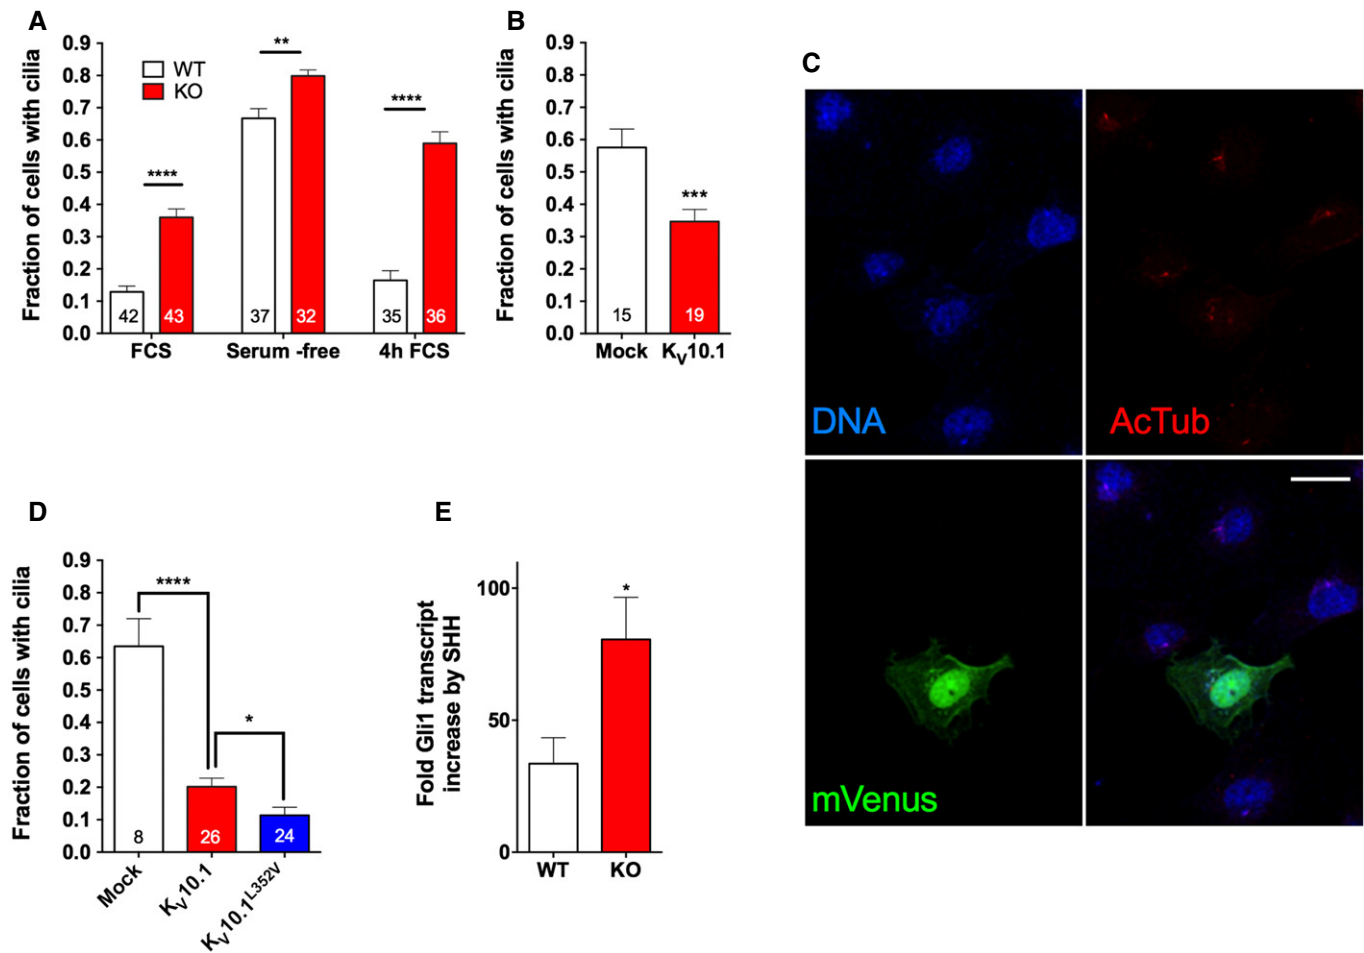 A
Fraction of cells with cilia
0.9
0.8
0.7
0.6
0.5
0.4
0.3
0.2
0.1
0.0
WT
KO
****
**
****
42
43
37
32
35
36
FCS
Serum -free
4h FCS
B
Fraction of cells with cilia
0.9
0.8
0.7
0.6
0.5
0.4
0.3
0.2
0.1
0.0
***
15
19
Mock
KV10.1
C
DNA
AcTub
mVenus
D
Fraction of cells with cilia
0.9
0.8
0.7
0.6
0.5
0.4
0.3
0.2
0.1
0.0
****
*
8
26
24
Mock
KV10.1
KV10.1L352V
E
Fold Gli1 transcript
increase by SHH
100
50
0
*
WT
KO